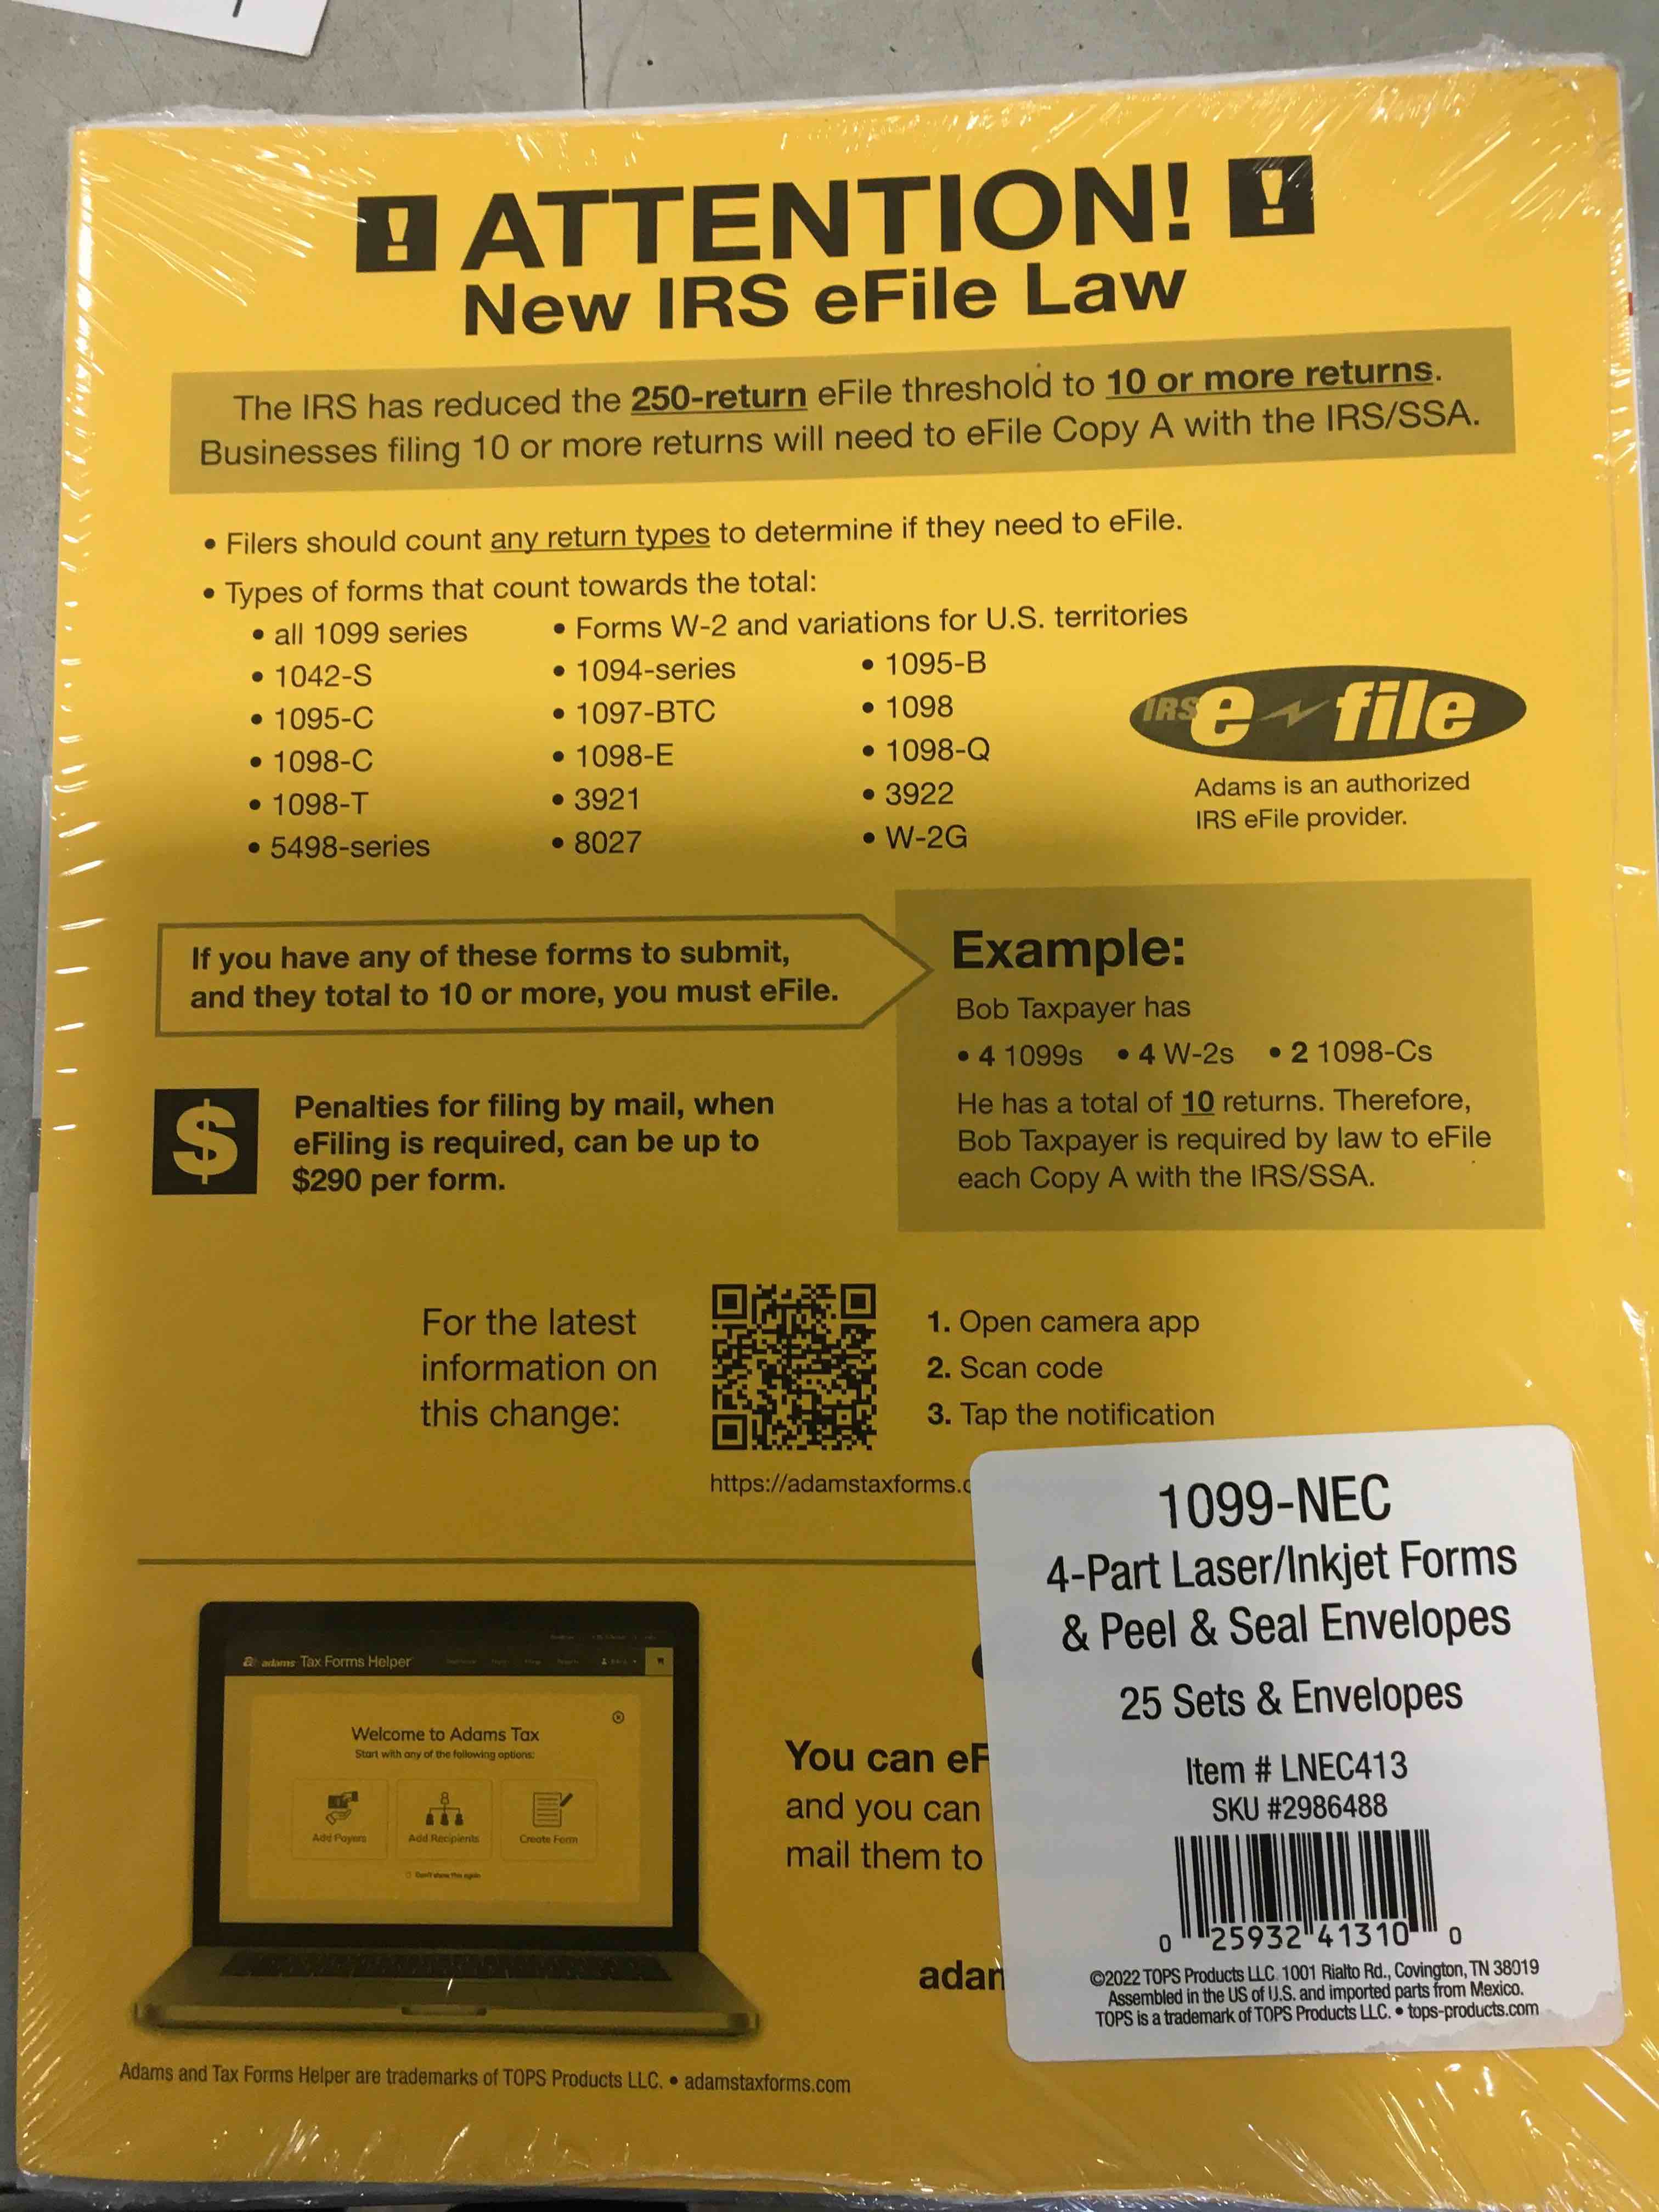 ! ATTENTION! !
New IRS eFile Law
The IRS has reduced the 250-return eFile threshold to 10 or more returns.
Businesses filing 10 or more returns will need to eFile Copy A with the IRS/SSA.
• Filers should count any return types to determine if they need to eFile.
• Types of forms that count towards the total:
• all 1099 series • Forms W-2 and variations for U.S. territories
• 1042-S • 1094-series • 1095-B
• 1095-C • 1097-BTC • 1098
• 1098-C • 1098-E • 1098-Q
• 1098-T • 3921 • 3922
• 5498-series • 8027 • W-2G
IRS e file
Adams is an authorized
IRS eFile provider.
If you have any of these forms to submit,
and they total to 10 or more, you must eFile.
Example:
Bob Taxpayer has
• 4 1099s • 4 W-2s • 2 1098-Cs
He has a total of 10 returns. Therefore,
Bob Taxpayer is required by law to eFile
each Copy A with the IRS/SSA.
$
Penalties for filing by mail, when
eFiling is required, can be up to
$290 per form.
For the latest
information on
this change:
1. Open camera app
2. Scan code
3. Tap the notification
https://adamstaxforms.c
a adams Tax Forms Helper
Welcome to Adams Tax
Start with any of the following options:
Add Payers Add Recipients Create Form
Don't show this again
You can eF
and you can
mail them to
adam
1099-NEC
4-Part Laser/Inkjet Forms
& Peel & Seal Envelopes
25 Sets & Envelopes
Item # LNEC413
SKU #2986488
0 25932 41310 0
©2022 TOPS Products LLC. 1001 Rialto Rd., Covington, TN 38019
Assembled in the US of U.S. and imported parts from Mexico.
TOPS is a trademark of TOPS Products LLC. • tops-products.com
Adams and Tax Forms Helper are trademarks of TOPS Products LLC. • adamstaxforms.com